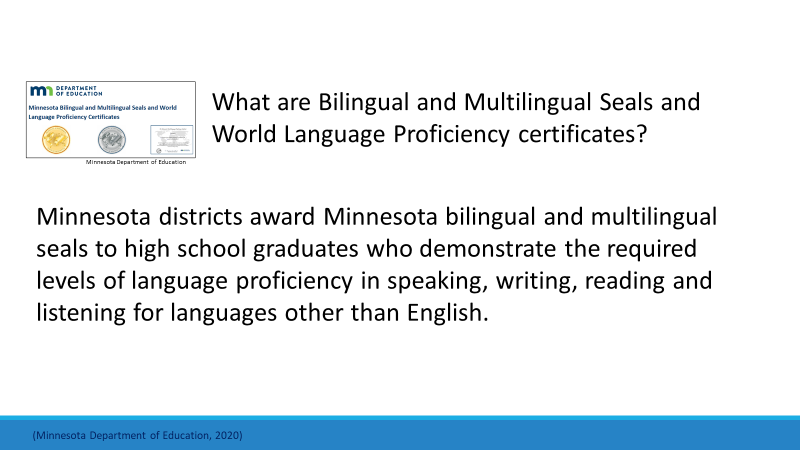 DEPARTMENT
OF EDUCATION
Minnesota Bilingual and Multilingual Seals and World
Language Proficiency Certificates
Minnesota Department of Education
What are Bilingual and Multilingual Seals and
World Language Proficiency certificates?
Minnesota districts award Minnesota bilingual and multilingual
seals to high school graduates who demonstrate the required
levels of language proficiency in speaking, writing, reading and
listening for languages other than English.
(Minnesota Department of Education, 2020)